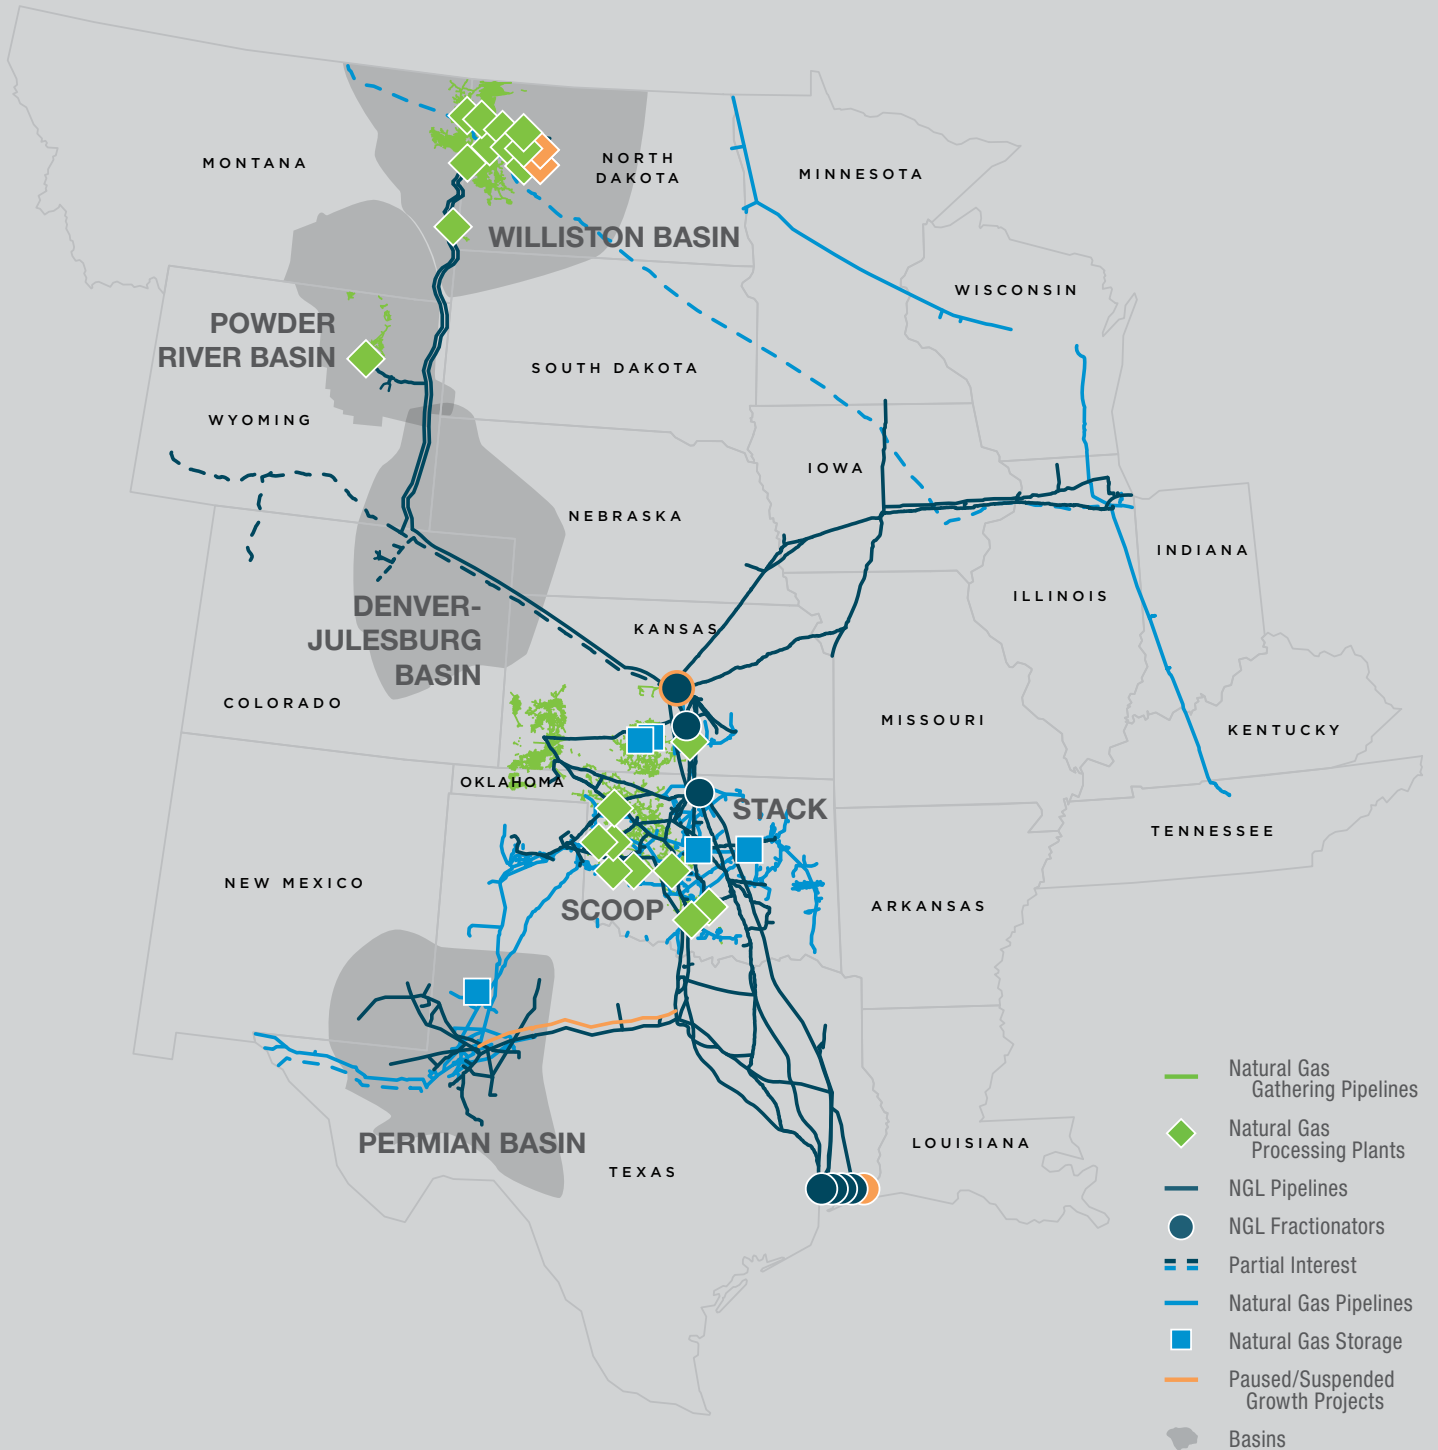 MONTANA
NORTH
DAKOTA
MINNESOTA
WILLISTON BASIN
WISCONSIN
POWDER
RIVER BASIN
SOUTH DAKOTA
WYOMING
IOWA
NEBRASKA
INDIANA
ILLINOIS
DENVER-
JULESBURG
BASIN
KANSAS
COLORADO
MISSOURI
KENTUCKY
OKLAHOMA
STACK
TENNESSEE
NEW MEXICO
SCOOP
ARKANSAS
PERMIAN BASIN
TEXAS
LOUISIANA
Natural Gas
Gathering Pipelines
Natural Gas
Processing Plants
NGL Pipelines
NGL Fractionators
Partial Interest
Natural Gas Pipelines
Natural Gas Storage
Paused/Suspended
Growth Projects
Basins